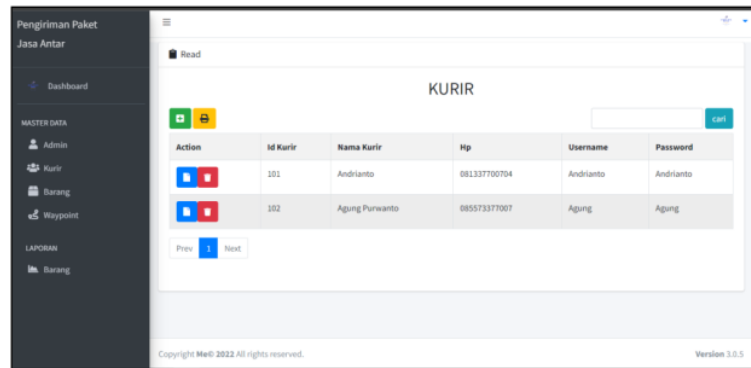 Pengiriman Paket
Jasa Antar
Dashboard
MASTER DATA
Admin
Kurir
Barang
Waypoint
LAPORAN
Barang
Read
KURIR
cari
Action Id Kurir Nama Kurir Hp Username Password
101 Andrianto 081337700704 Andrianto Andrianto
102 Agung Purwanto 085573377007 Agung Agung
Prev 1 Next
Copyright Me© 2022 All rights reserved. Version 3.0.5